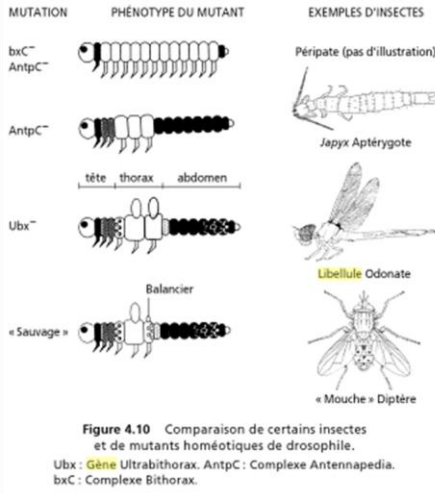 MUTATION PHÉNOTYPE DU MUTANT EXEMPLES D'INSECTES
bxC⁻
AntpC⁻
Péripate (pas d'illustration)
Japyx Aptérygote
AntpC⁻
tête thorax abdomen
Ubx⁻
Libellule Odonate
Balancier
« Sauvage »
« Mouche » Diptère
Figure 4.10 Comparaison de certains insectes
et de mutants homéotiques de drosophile.
Ubx : Gène Ultrabithorax. AntpC : Complexe Antennapedia.
bxC : Complexe Bithorax.